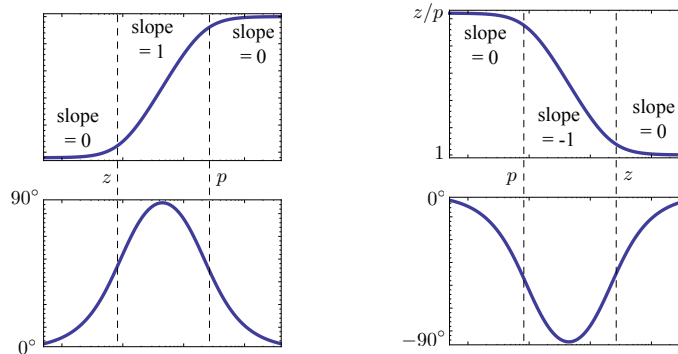 slope
= 1
slope
= 0
slope
= 0
z
p
90°
0°
z/p
slope
= 0
slope
= -1
slope
= 0
1
p
z
0°
−90°